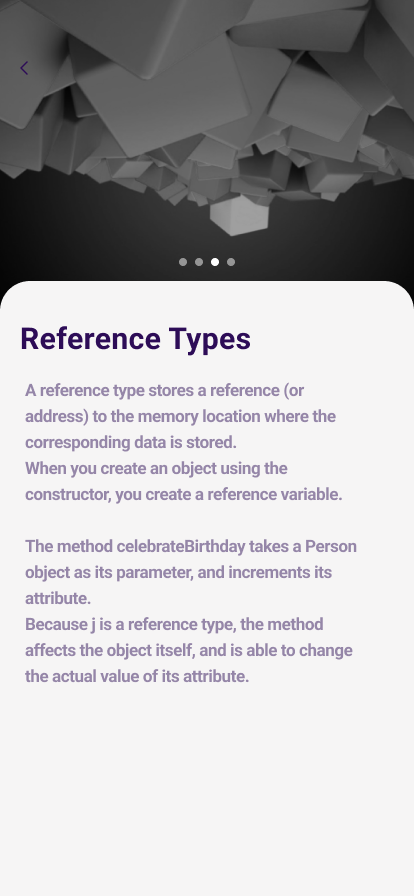 Reference Types
A reference type stores a reference (or
address) to the memory location where the
corresponding data is stored.
When you create an object using the
constructor, you create a reference variable.
The method celebrateBirthday takes a Person
object as its parameter, and increments its
attribute.
Because j is a reference type, the method
affects the object itself, and is able to change
the actual value of its attribute.